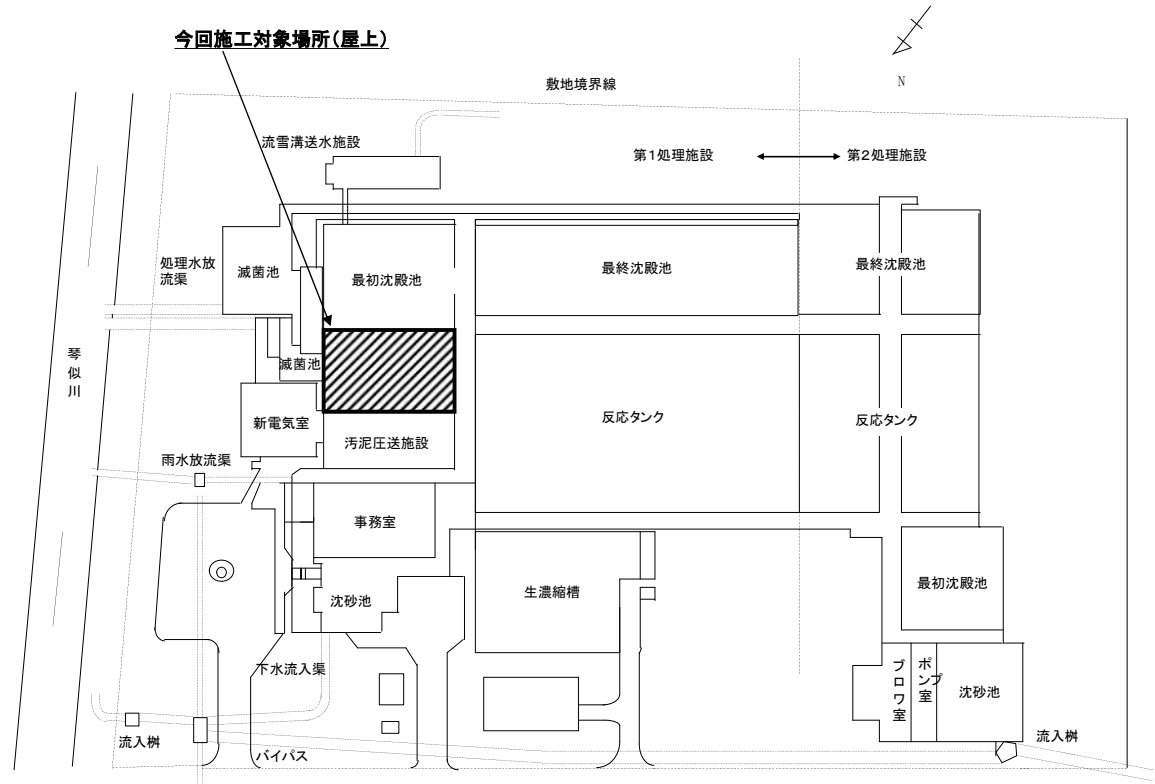 今回施工対象場所(屋上)
N
敷地境界線
流雪溝送水施設
第1処理施設
第2処理施設
処理水放
流渠
滅菌池
最初沈殿池
最終沈殿池
最終沈殿池
琴似川
滅菌池
新電気室
汚泥圧送施設
反応タンク
反応タンク
雨水放流渠
事務室
沈砂池
生濃縮槽
最初沈殿池
下水流入渠
ブロワ室
ポンプ室
沈砂池
流入桝
バイパス
流入桝